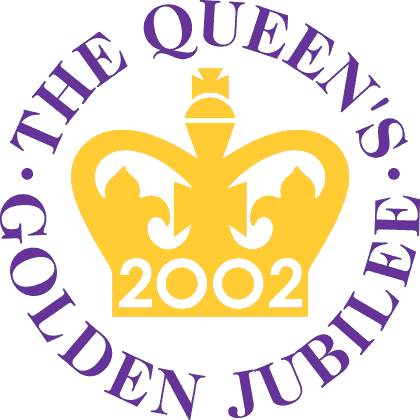 THE QUEEN'S
2002
• GOLDEN JUBILEE •